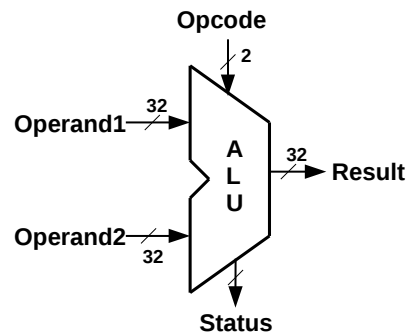 Opcode
2
32
Operand1
A
L
U
32
Result
Operand2
32
Status